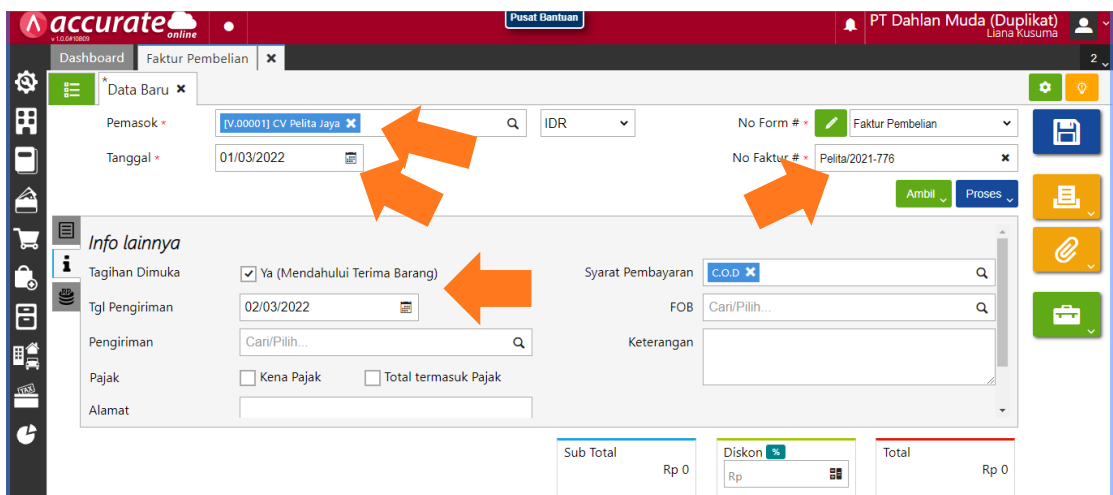 accurate
online
v 1.0.0#10809
Pusat Bantuan
PT Dahlan Muda (Duplikat)
Liana Kusuma
Dashboard
Faktur Pembelian
2
*Data Baru
Pemasok *
[V.00001] CV Pelita Jaya
IDR
No Form # *
Faktur Pembelian
Tanggal *
01/03/2022
No Faktur # *
Pelita/2021-776
Ambil
Proses
Info lainnya
Tagihan Dimuka
Ya (Mendahului Terima Barang)
Syarat Pembayaran
C.O.D
Tgl Pengiriman
02/03/2022
FOB
Cari/Pilih...
Pengiriman
Cari/Pilih...
Keterangan
Pajak
Kena Pajak
Total termasuk Pajak
Alamat
TAX
Sub Total
Rp 0
Diskon %
Rp
Total
Rp 0